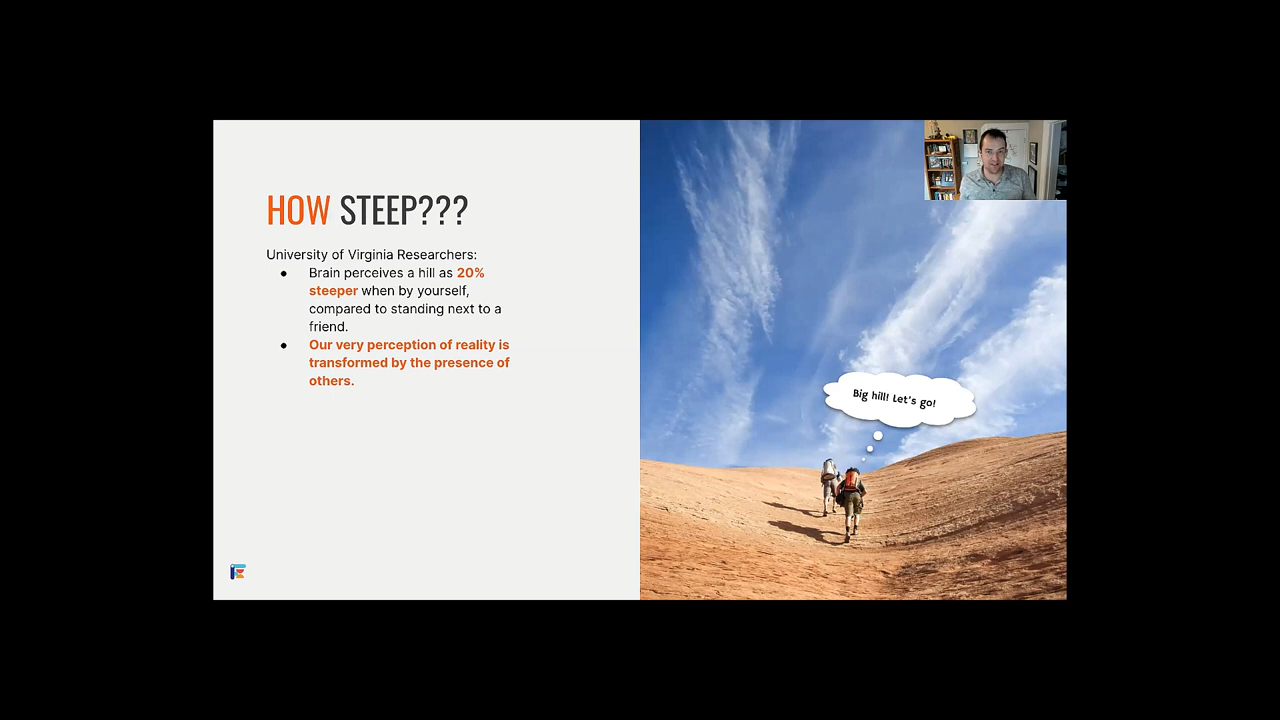 HOW STEEP???
University of Virginia Researchers:
● Brain perceives a hill as 20%
steeper when by yourself,
compared to standing next to a
friend.
● Our very perception of reality is
transformed by the presence of
others.
Big hill! Let's go!